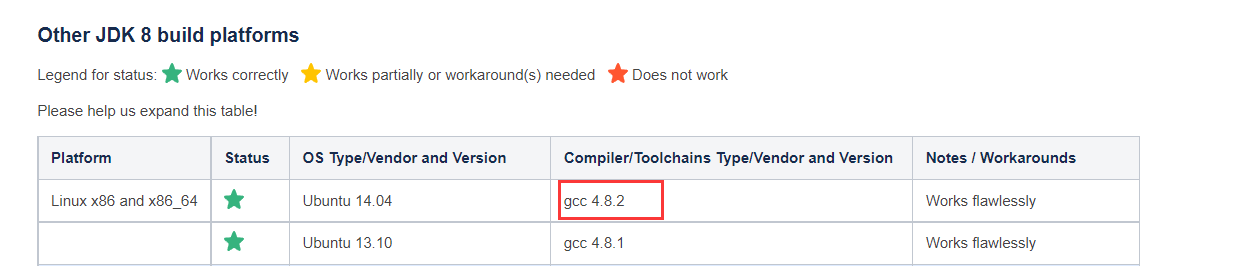 Other JDK 8 build platforms
Legend for status: Works correctly Works partially or workaround(s) needed Does not work
Please help us expand this table!
Platform Status OS Type/Vendor and Version Compiler/Toolchains Type/Vendor and Version Notes / Workarounds
Linux x86 and x86_64 Ubuntu 14.04 gcc 4.8.2 Works flawlessly
Ubuntu 13.10 gcc 4.8.1 Works flawlessly